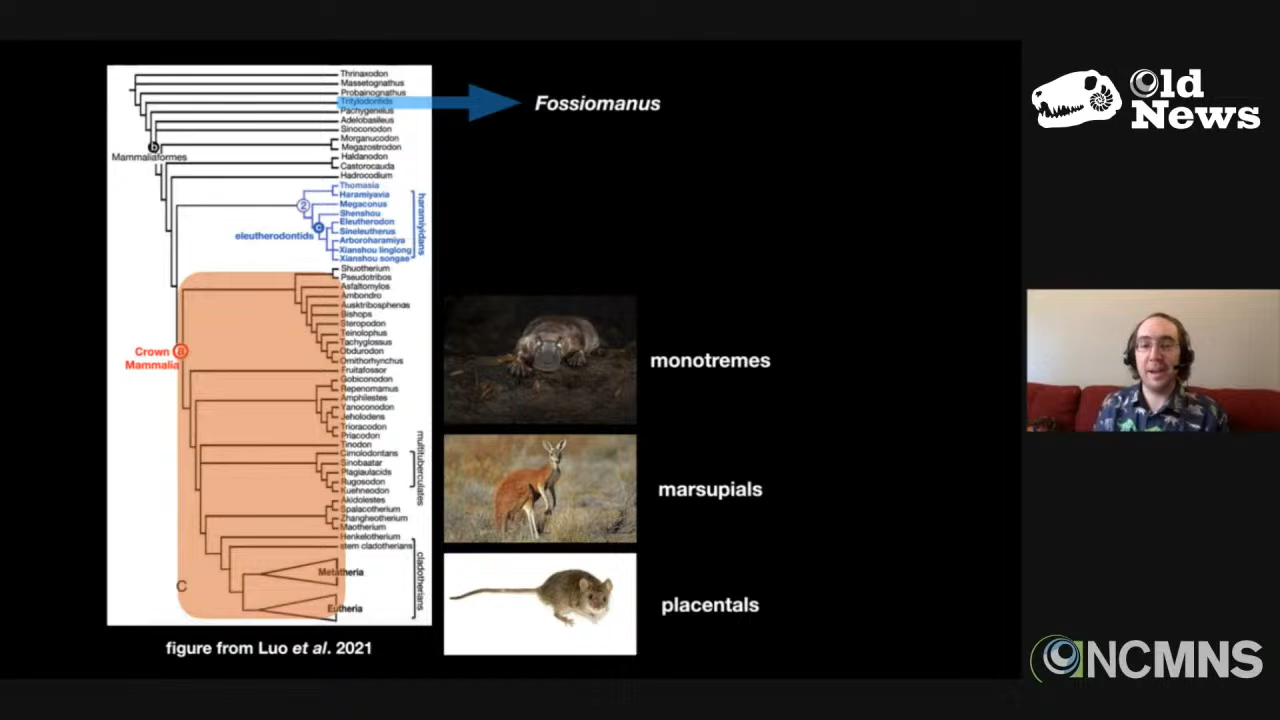 Thrinaxodon
Massetognathus
Probainognathus
Tritylodontids
Pachygenelus
Adelobasileus
Sinoconodon
b
Morganucodon
Megazostrodon
Mammaliaformes
Haldanodon
Castorocauda
Hadrocodium
Thomasia
Haramiyavia
2
Megaconus
Shenshou
Eleutherodon
c
Sineleutherus
eleutherodontids
Arboroharamiya
Xianshou linglong
Xianshou songae
haramiyidans
Shuotherium
Pseudotribos
Asfaltomylos
Ambondro
Ausktribosphenos
Bishops
Steropodon
Teinolophus
Tachyglossus
Obdurodon
Ornithorhynchus
Crown a
Mammalia
Fruitafossor
Gobiconodon
Repenomamus
Amphilestes
Yanoconodon
Jeholodens
Trioracodon
Priacodon
Tinodon
Cimolodontans
Sinobaatar
Plagiaulacids
Rugosodon
Kuehneodon
multituberculates
Akidolestes
Spalacotherium
Zhangheotherium
Maotherium
Henkelotherium
stem cladotherians
Metatheria
C
Eutheria
cladotherians
figure from Luo et al. 2021
Fossiomanus
monotremes
marsupials
placentals
Old
News
NCMNS